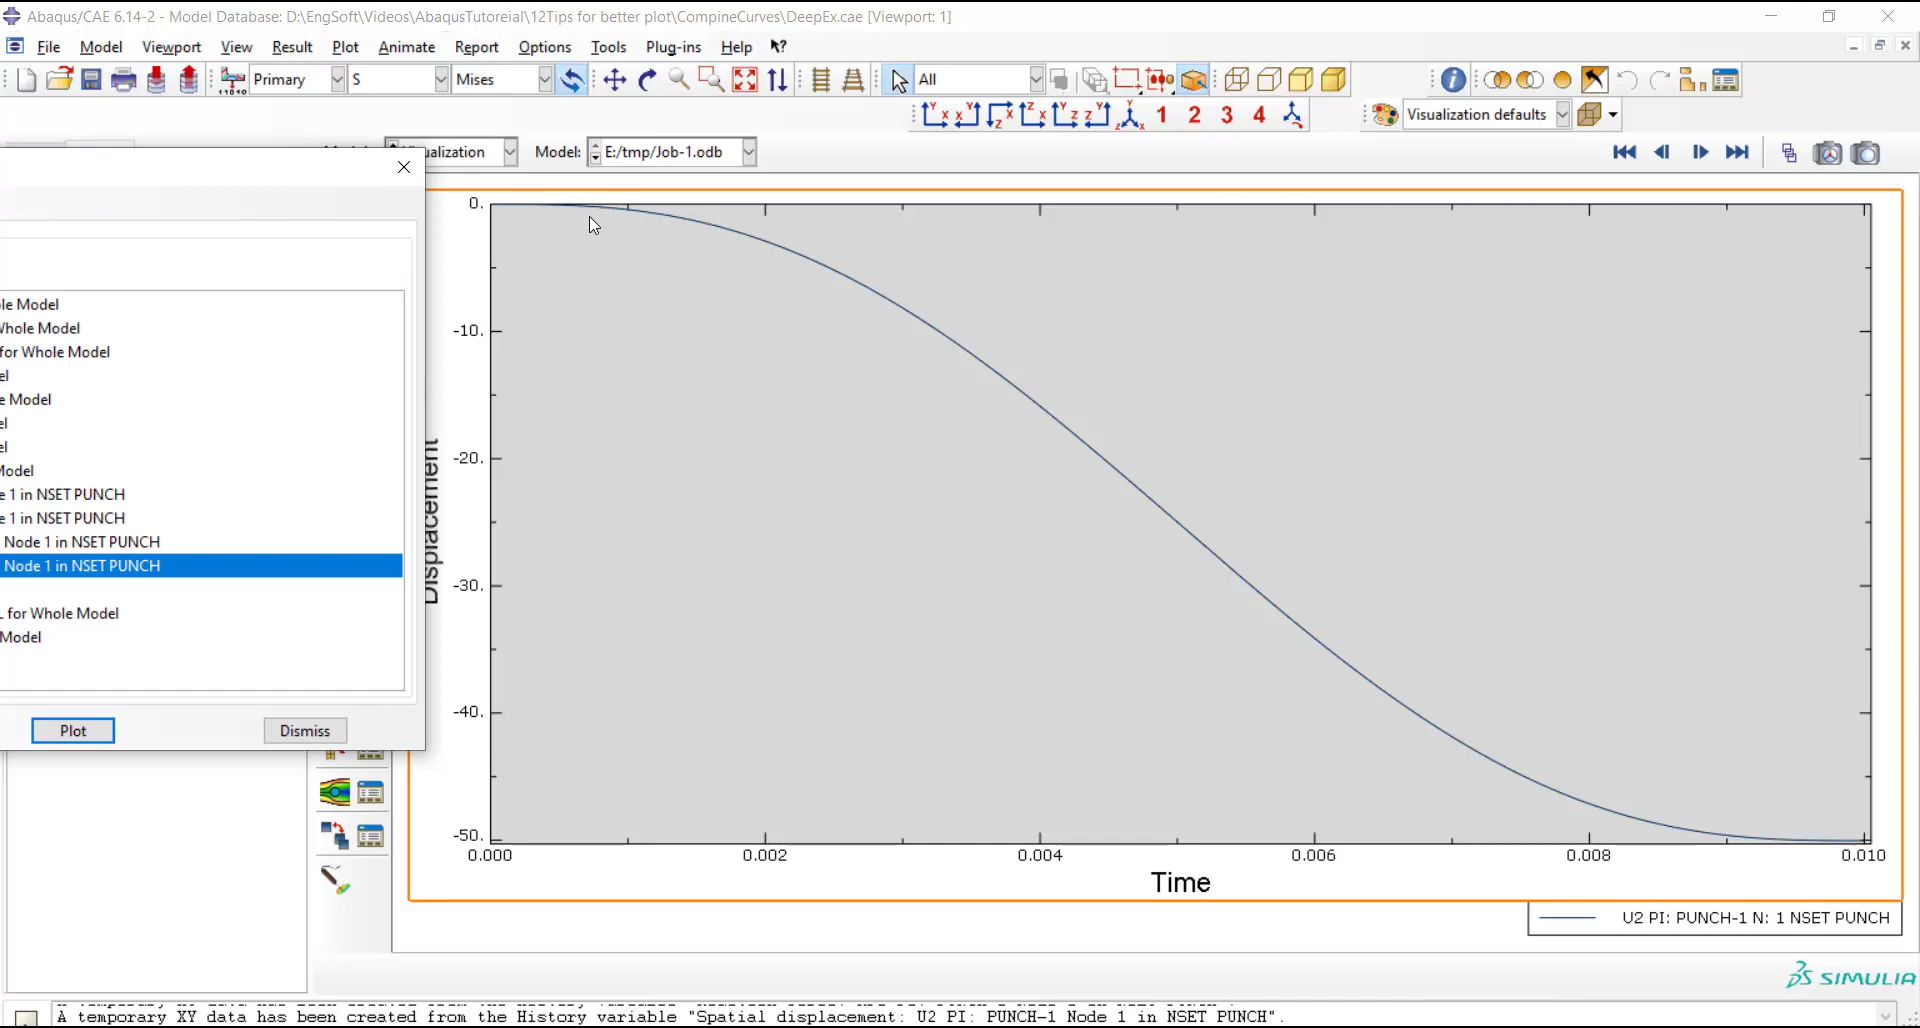 Abaqus/CAE 6.14-2 - Model Database: D:\EngSoft\Videos\AbaqusTutoreial\12Tips for better plot\CompineCurves\DeepEx.cae [Viewport: 1]
File Model Viewport View Result Plot Animate Report Options Tools Plug-ins Help
Primary S Mises All
1 2 3 4 Visualization defaults
ualization Model: E:/tmp/Job-1.odb
le Model
Whole Model
for Whole Model
el
e Model
el
el
Model
e 1 in NSET PUNCH
e 1 in NSET PUNCH
Node 1 in NSET PUNCH
Node 1 in NSET PUNCH
L for Whole Model
Model
Plot Dismiss
Displacement
0.
-10.
-20.
-30.
-40.
-50.
0.000 0.002 0.004 0.006 0.008 0.010
Time
U2 PI: PUNCH-1 N: 1 NSET PUNCH
SIMULIA
A temporary XY data has been created from the History variable "Spatial displacement: U2 PI: PUNCH-1 Node 1 in NSET PUNCH".